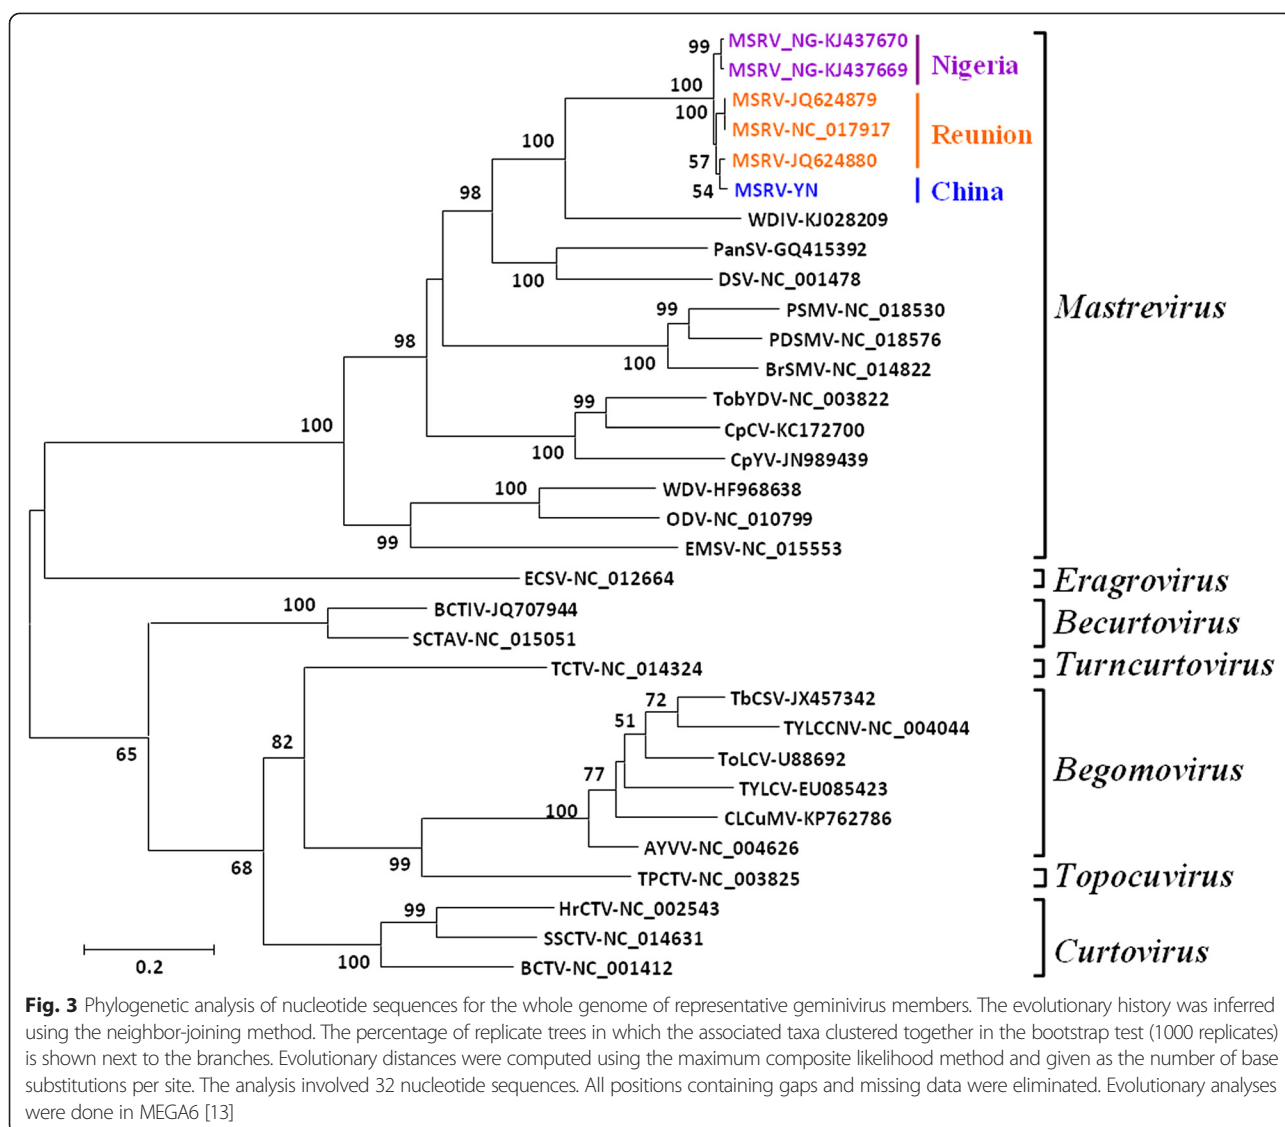 99
MSRV_NG-KJ437670
MSRV_NG-KJ437669
Nigeria
100
MSRV-JQ624879
100
MSRV-NC_017917
Reunion
100
57
MSRV-JQ624880
54
MSRV-YN
China
98
WDIV-KJ028209
PanSV-GQ415392
100
DSV-NC_001478
99
PSMV-NC_018530
Mastrevirus
98
PDSMV-NC_018576
100
BrSMV-NC_014822
99
TobYDV-NC_003822
100
CpCV-KC172700
100
CpYV-JN989439
100
WDV-HF968638
ODV-NC_010799
99
EMSV-NC_015553
ECSV-NC_012664
Eragrovirus
100
BCTIV-JQ707944
Becurtovirus
SCTAV-NC_015051
TCTV-NC_014324
Turncurtovirus
72
TbCSV-JX457342
51
TYLCCNV-NC_004044
82
65
ToLCV-U88692
77
Begomovirus
TYLCV-EU085423
100
CLCuMV-KP762786
AYVV-NC_004626
68
99
TPCTV-NC_003825
Topocuvirus
99
HrCTV-NC_002543
SSCTV-NC_014631
Curtovirus
100
BCTV-NC_001412
0.2
Fig. 3 Phylogenetic analysis of nucleotide sequences for the whole genome of representative geminivirus members. The evolutionary history was inferred
using the neighbor-joining method. The percentage of replicate trees in which the associated taxa clustered together in the bootstrap test (1000 replicates)
is shown next to the branches. Evolutionary distances were computed using the maximum composite likelihood method and given as the number of base
substitutions per site. The analysis involved 32 nucleotide sequences. All positions containing gaps and missing data were eliminated. Evolutionary analyses
were done in MEGA6 [13]